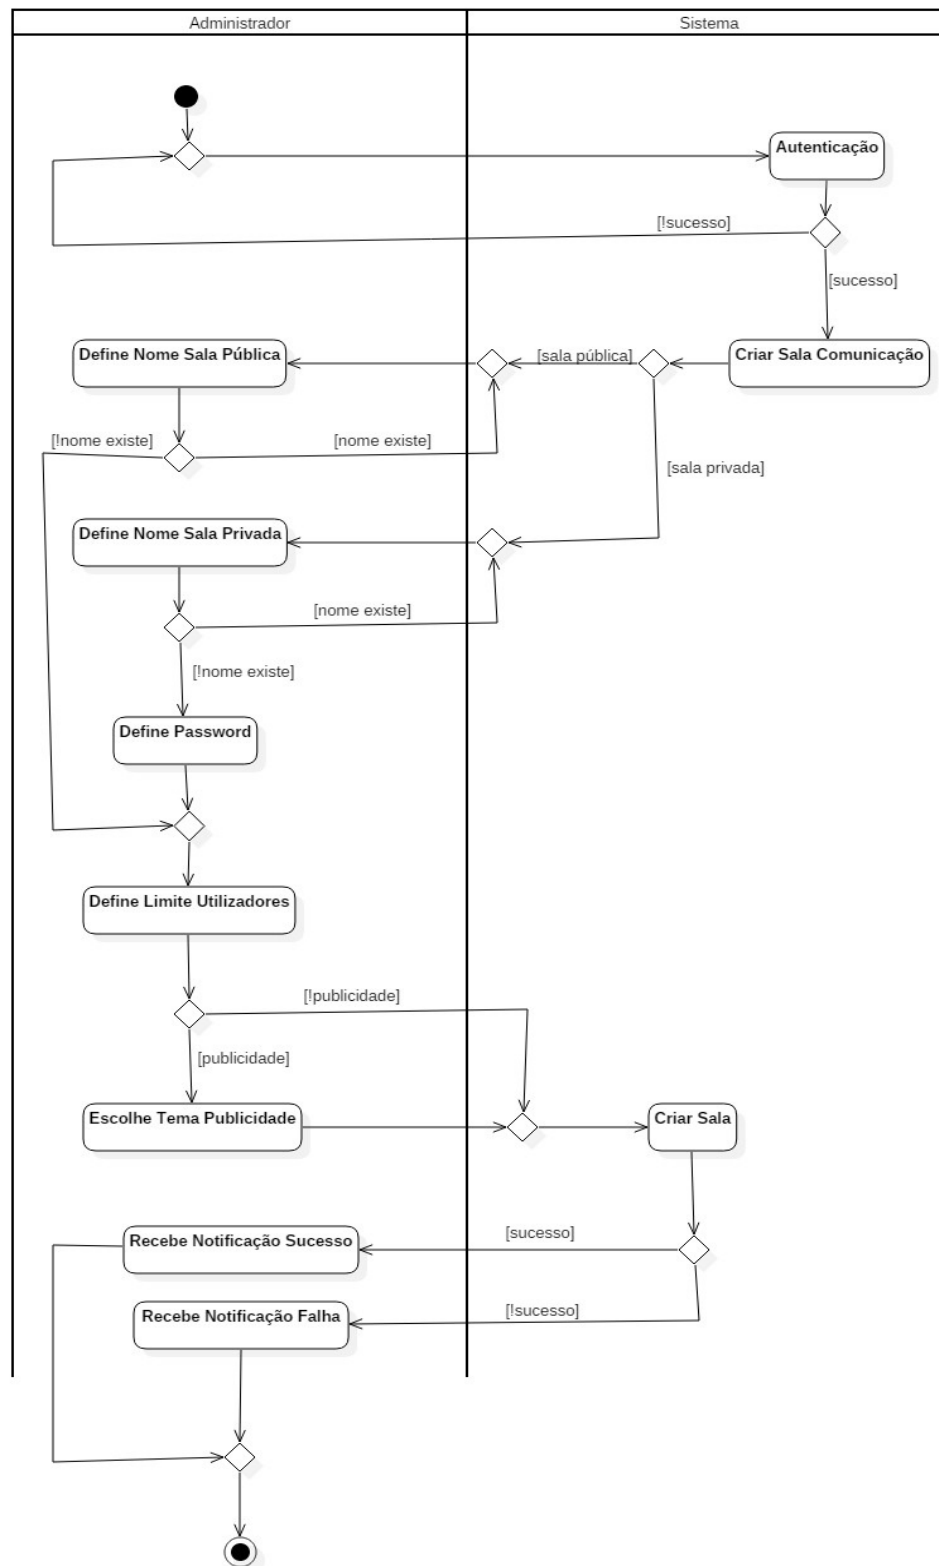 Administrador
Sistema
Autenticação
[!sucesso]
[sucesso]
Define Nome Sala Pública
[sala pública]
Criar Sala Comunicação
[!nome existe]
[nome existe]
[sala privada]
Define Nome Sala Privada
[nome existe]
[!nome existe]
Define Password
Define Limite Utilizadores
[!publicidade]
[publicidade]
Escolhe Tema Publicidade
Criar Sala
Recebe Notificação Sucesso
[sucesso]
Recebe Notificação Falha
[!sucesso]